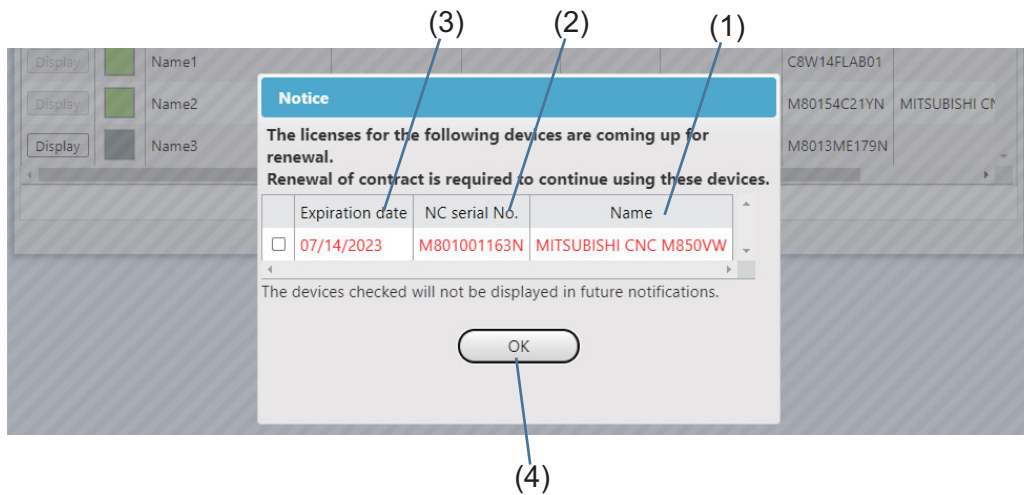 (3) (2) (1)
Display Name1 C8W14FLAB01
Display Name2 M80154C21YN MITSUBISHI CN
Display Name3 M8013ME179N
Notice
The licenses for the following devices are coming up for
renewal.
Renewal of contract is required to continue using these devices.
Expiration date NC serial No. Name
07/14/2023 M801001163N MITSUBISHI CNC M850VW
The devices checked will not be displayed in future notifications.
OK
(4)